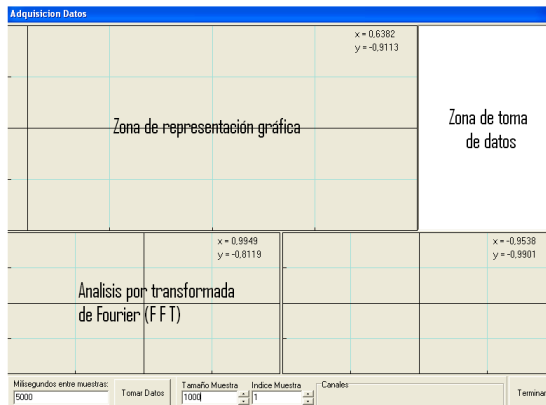 Adquisicion Datos
x = 0,6382
y = -0,9113
Zona de representación gráfica
Zona de toma
de datos
x = 0,9949
y = -0,8119
x = -0,9538
y = -0,9901
Analisis por transformada
de Fourier (F F T)
Milisegundos entre muestras:
5000
Tomar Datos
Tamaño Muestra
1000
Indice Muestra
1
Canales
Terminar